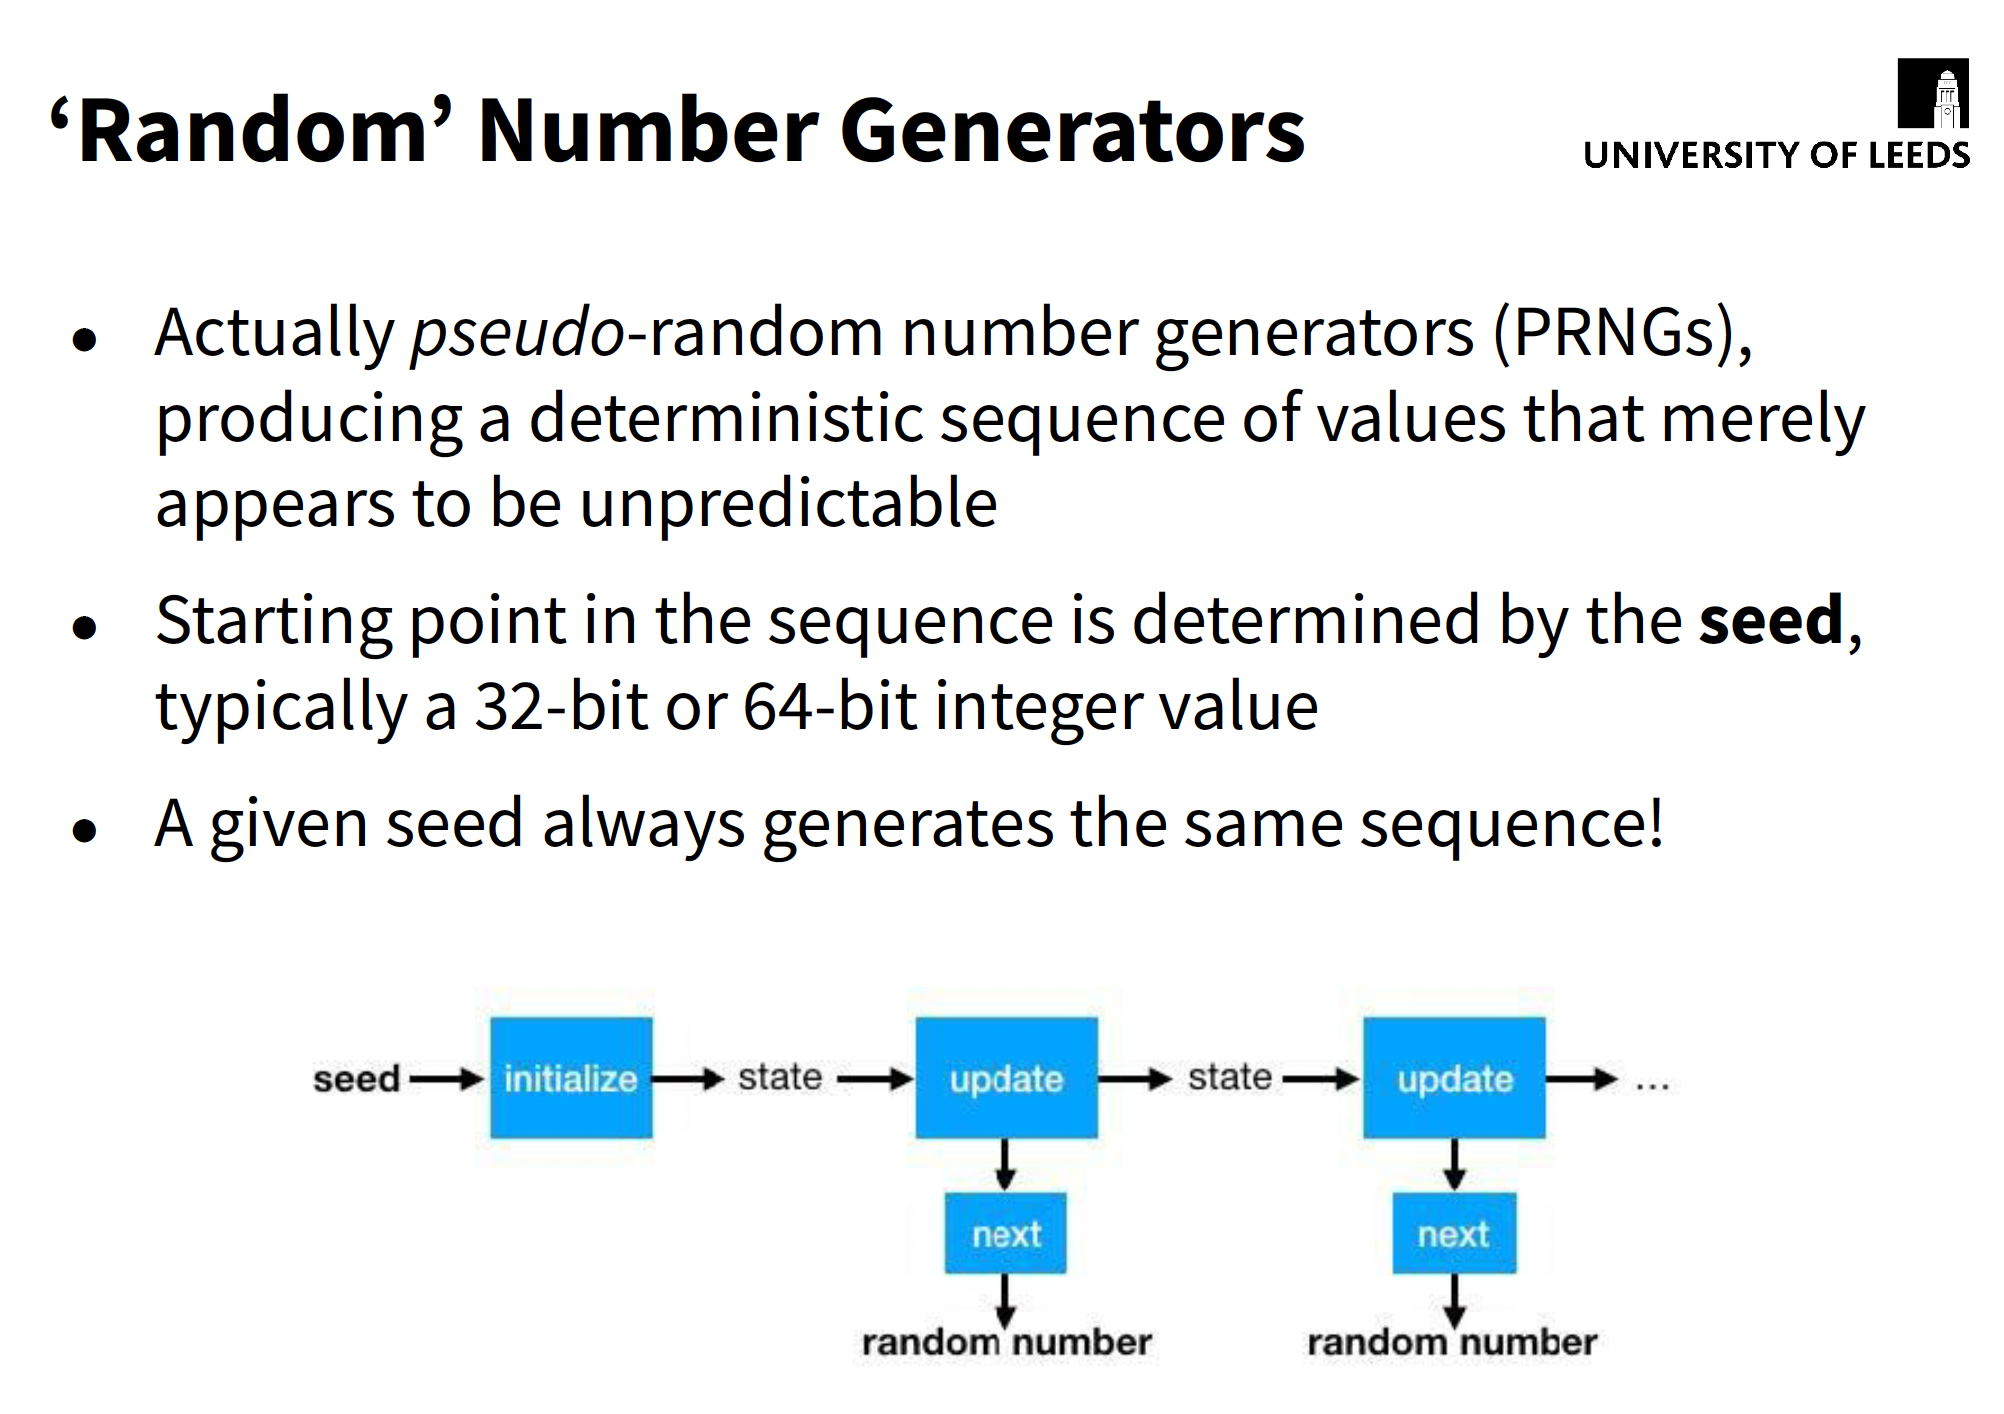 ‘Random’ Number Generators
UNIVERSITY OF LEEDS
● Actually pseudo-random number generators (PRNGs),
producing a deterministic sequence of values that merely
appears to be unpredictable
● Starting point in the sequence is determined by the seed,
typically a 32-bit or 64-bit integer value
● A given seed always generates the same sequence!
seed initialize state update state update ...
next next
random number random number